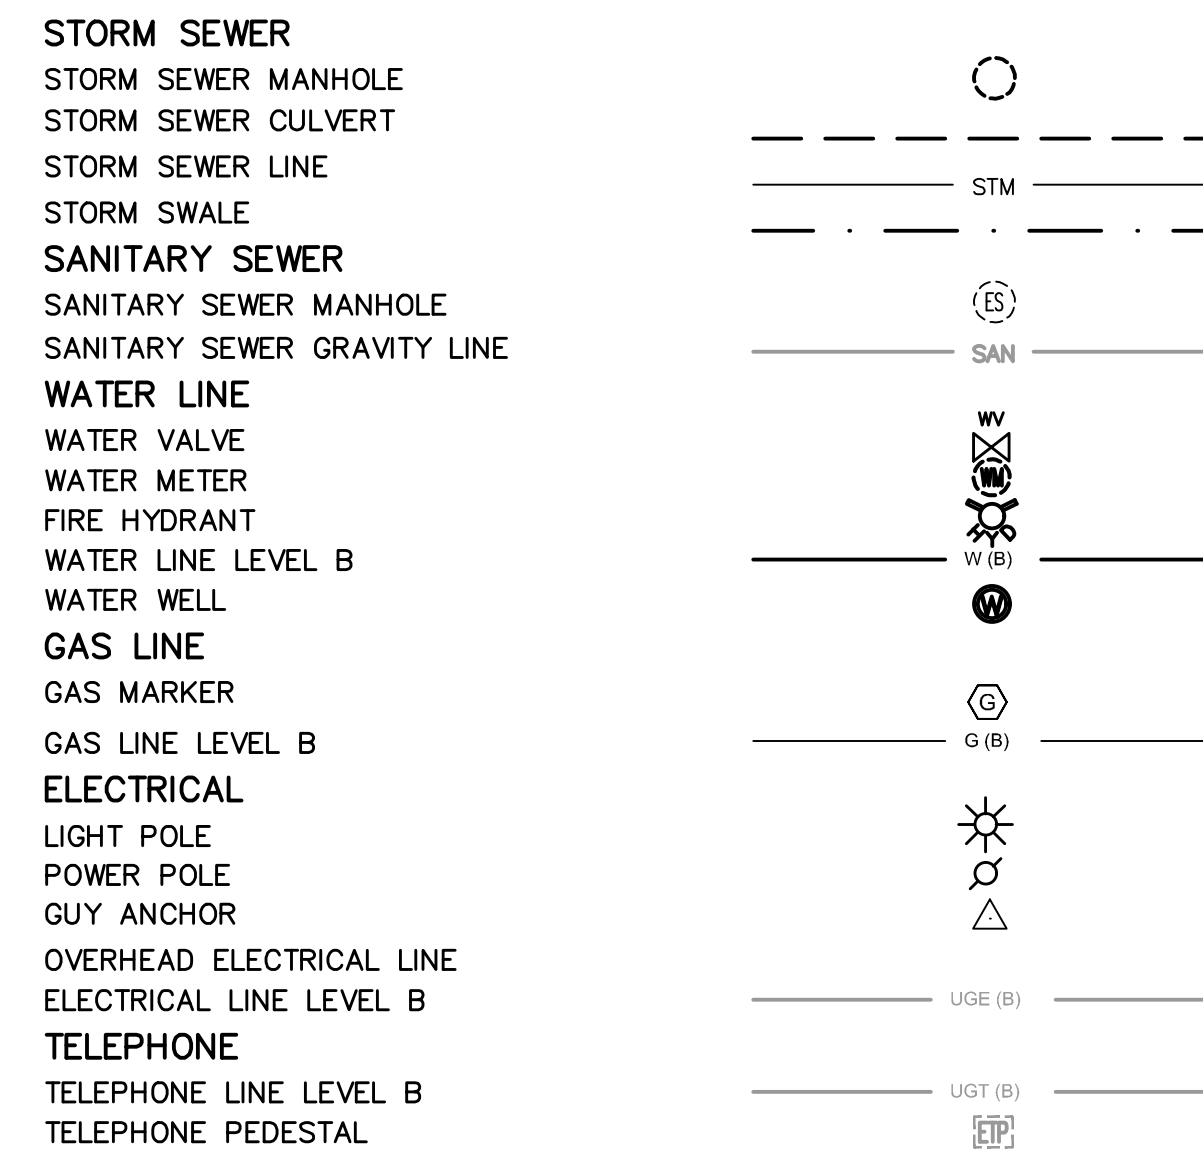 STORM SEWER
STORM SEWER MANHOLE
STORM SEWER CULVERT
STORM SEWER LINE STM
STORM SWALE
SANITARY SEWER
SANITARY SEWER MANHOLE ES
SANITARY SEWER GRAVITY LINE SAN
WATER LINE
WATER VALVE WV
WATER METER WM
FIRE HYDRANT HYD
WATER LINE LEVEL B W (B)
WATER WELL W
GAS LINE
GAS MARKER G
GAS LINE LEVEL B G (B)
ELECTRICAL
LIGHT POLE
POWER POLE
GUY ANCHOR
OVERHEAD ELECTRICAL LINE
ELECTRICAL LINE LEVEL B UGE (B)
TELEPHONE
TELEPHONE LINE LEVEL B UGT (B)
TELEPHONE PEDESTAL ETP